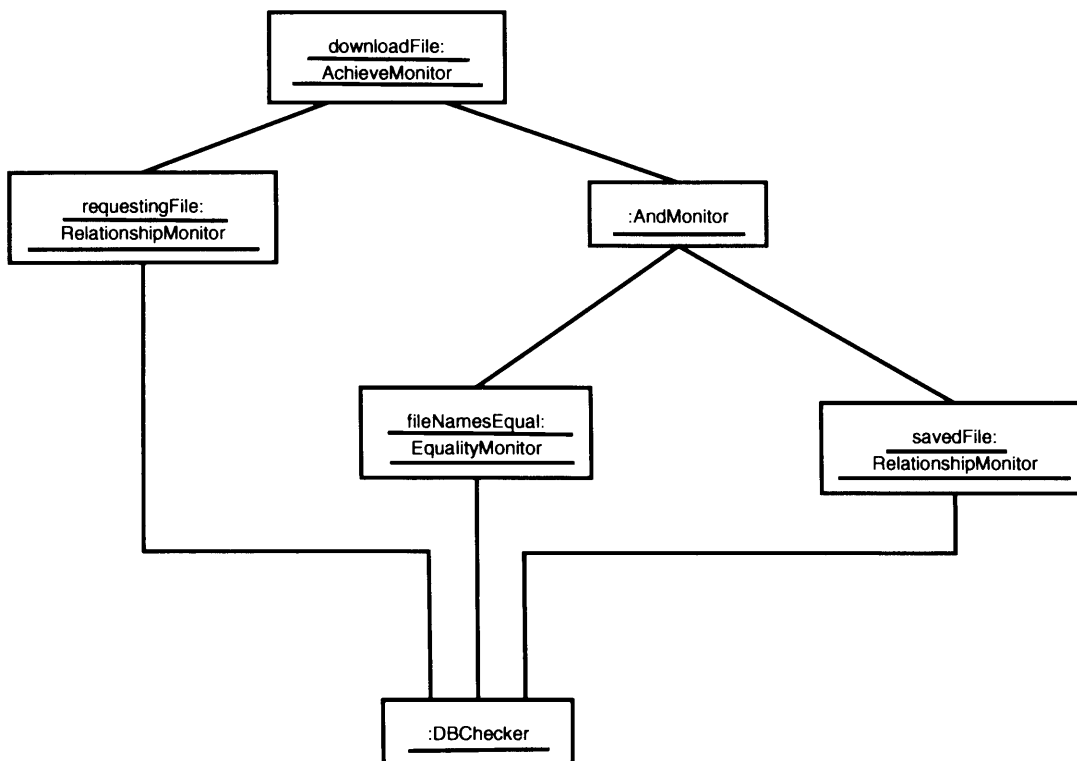 downloadFile:
AchieveMonitor
requestingFile:
RelationshipMonitor
:AndMonitor
fileNamesEqual:
EqualityMonitor
savedFile:
RelationshipMonitor
:DBChecker